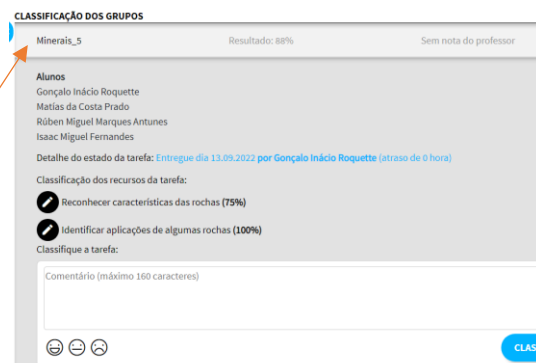 CLASSIFICAÇÃO DOS GRUPOS
Minerais_5 Resultado: 88% Sem nota do professor
Alunos
Gonçalo Inácio Roquette
Matias da Costa Prado
Rúben Miguel Marques Antunes
Isaac Miguel Fernandes
Detalhe do estado da tarefa: Entregue día 13.09.2022 por Gonçalo Inácio Roquette (atraso de 0 hora)
Classificação dos recursos da tarefa:
Reconhecer características das rochas (75%)
Identificar aplicações de algumas rochas (100%)
Classifique a tarefa:
Comentário (máximo 160 caracteres)
CLAS